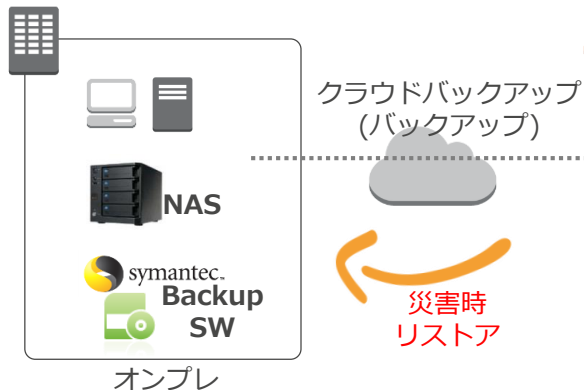 クラウドバックアップ
(バックアップ)
NAS
symantec.
Backup
SW
災害時
リストア
オンプレ